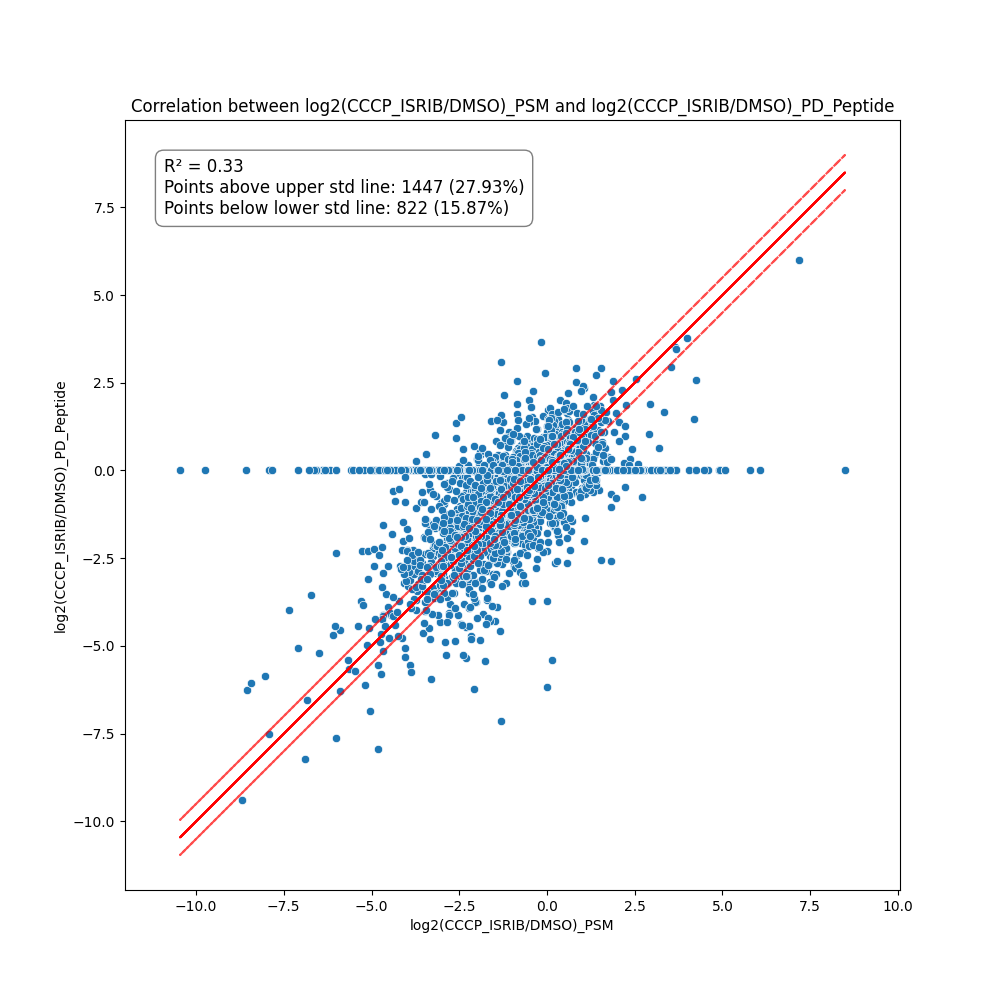 Correlation between log2(CCCP_ISRIB/DMSO)_PSM and log2(CCCP_ISRIB/DMSO)_PD_Peptide
R² = 0.33
Points above upper std line: 1447 (27.93%)
Points below lower std line: 822 (15.87%)
log2(CCCP_ISRIB/DMSO)_PD_Peptide
7.5
5.0
2.5
0.0
−2.5
−5.0
−7.5
−10.0
−10.0 −7.5 −5.0 −2.5 0.0 2.5 5.0 7.5 10.0
log2(CCCP_ISRIB/DMSO)_PSM